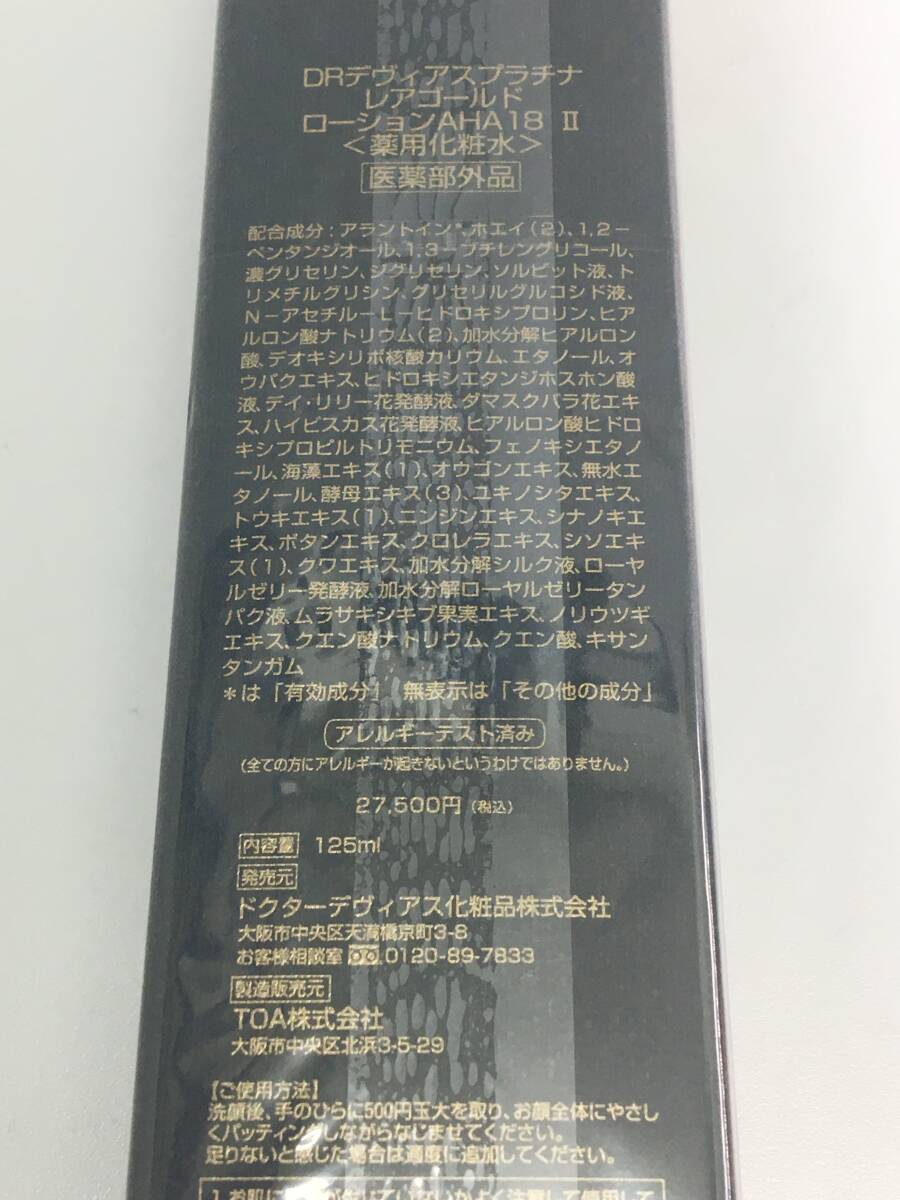 DRデヴィアスプラチナ
レアゴールド
ローションAHA18 Ⅱ
<薬用化粧水>
医薬部外品
配合成分:アラントイン*、ホエイ(2)、1,2-
ペンタンジオール、1,3-ブチレングリコール、
濃グリセリン、ジグリセリン、ソルビット液、ト
リメチルグリシン、グリセリルグルコシド液、
N-アセチル-L-ヒドロキシプロリン、ヒア
ルロン酸ナトリウム(2)、加水分解ヒアルロン
酸、デオキシリボ核酸カリウム、エタノール、オ
ウバクエキス、ヒドロキシエタンジホスホン酸
液、デイ・リリー花発酵液、ダマスクバラ花エキ
ス、ハイビスカス花発酵液、ヒアルロン酸ヒドロ
キシプロピルトリモニウム、フェノキシエタノ
ール、海藻エキス(1)、オウゴンエキス、無水エ
タノール、酵母エキス(3)、ユキノシタエキス、
トウキエキス(1)、ニンジンエキス、シナノキエ
キス、ボタンエキス、クロレラエキス、シソエキ
ス(1)、クワエキス、加水分解シルク液、ローヤ
ルゼリー発酵液、加水分解ローヤルゼリータン
パク液、ムラサキシキブ果実エキス、ノリウツギ
エキス、クエン酸ナトリウム、クエン酸、キサン
タンガム
*は「有効成分」 無表示は「その他の成分」
アレルギーテスト済み
(全ての方にアレルギーが起きないというわけではありません。)
27,500円(税込)
内容量 125ml
発売元
ドクターデヴィアス化粧品株式会社
大阪市中央区天満橋京町3-8
お客様相談室 0120-89-7833
製造販売元
TOA株式会社
大阪市中央区北浜3-5-29
【ご使用方法】
洗顔後、手のひらに500円玉大を取り、お顔全体にやさし
くパッティングしながらなじませてください。
足りないと感じた場合は適度に追加してください。
1.お肌に が生じていないかよく注意して使用して